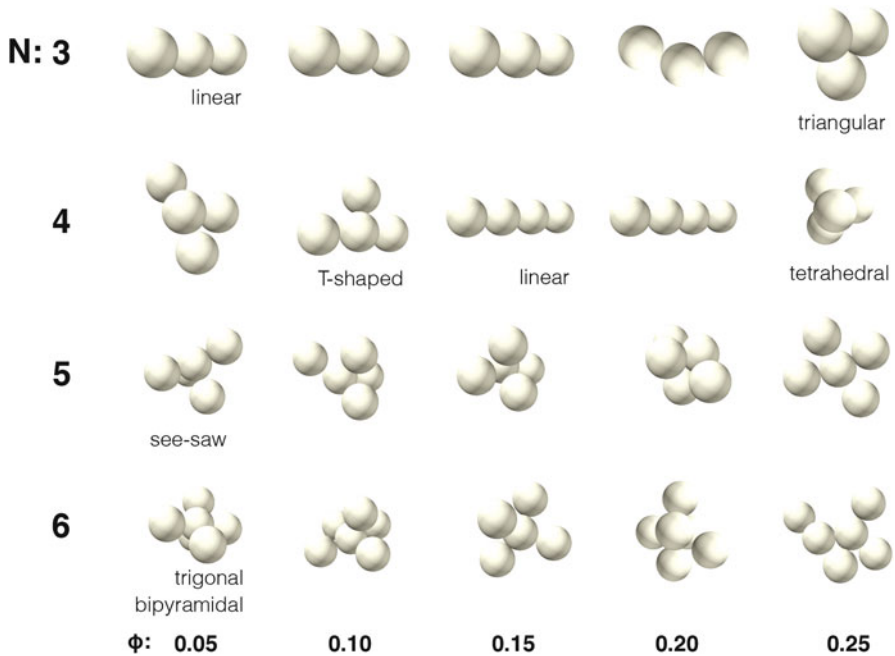 N: 3
linear
triangular
4
T-shaped
linear
tetrahedral
5
see-saw
6
trigonal
bipyramidal
ϕ: 0.05 0.10 0.15 0.20 0.25